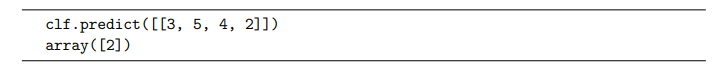 clf.predict([[3, 5, 4, 2]])
array([2])